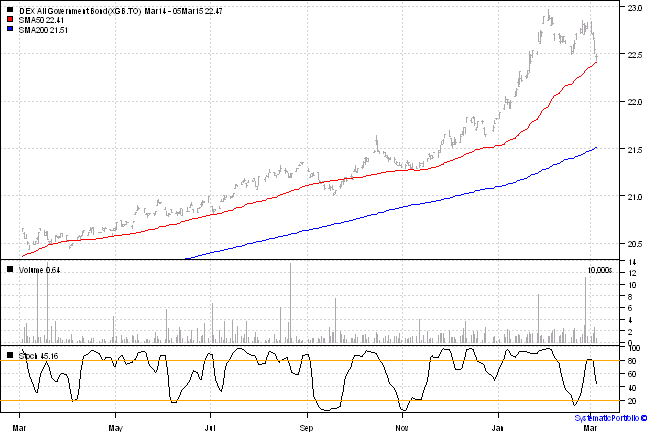 DEX All Government Bond(XGB.TO) Mar14 - 05Mar15 22.47
SMA50 22.41
SMA200 21.51
23.0
22.5
22.0
21.5
21.0
20.5
Volume 0.64
10,000s
14
12
10
8
6
4
2
0
Stoch 45.16
100
80
60
40
20
Mar May Jul Sep Nov Jan Mar
SystematicPortfolio ©